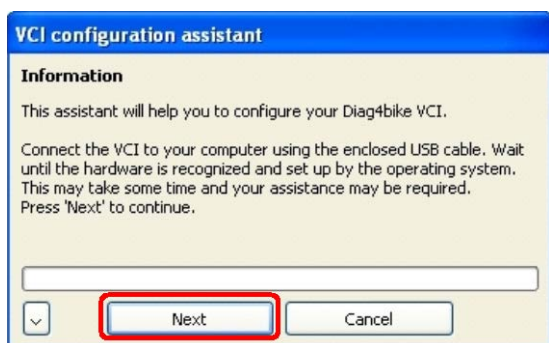 VCI configuration assistant
Information
This assistant will help you to configure your Diag4bike VCI.
Connect the VCI to your computer using the enclosed USB cable. Wait
until the hardware is recognized and set up by the operating system.
This may take some time and your assistance may be required.
Press 'Next' to continue.
Next Cancel